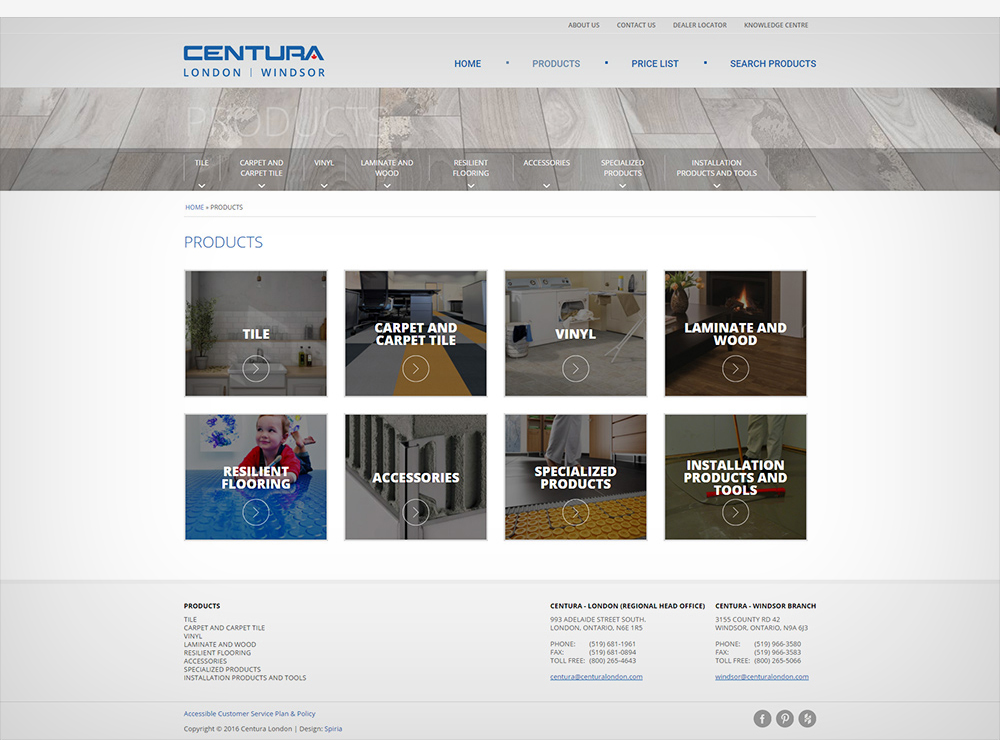 ABOUT US CONTACT US DEALER LOCATOR KNOWLEDGE CENTRE
CENTURA
LONDON | WINDSOR
HOME PRODUCTS PRICE LIST SEARCH PRODUCTS
PRODUCTS
TILE
CARPET AND
CARPET TILE
VINYL
LAMINATE AND
WOOD
RESILIENT
FLOORING
ACCESSORIES
SPECIALIZED
PRODUCTS
INSTALLATION
PRODUCTS AND TOOLS
HOME » PRODUCTS
PRODUCTS
TILE
CARPET AND
CARPET TILE
VINYL
LAMINATE AND
WOOD
RESILIENT
FLOORING
ACCESSORIES
SPECIALIZED
PRODUCTS
INSTALLATION
PRODUCTS AND
TOOLS
PRODUCTS
TILE
CARPET AND CARPET TILE
VINYL
LAMINATE AND WOOD
RESILIENT FLOORING
ACCESSORIES
SPECIALIZED PRODUCTS
INSTALLATION PRODUCTS AND TOOLS
CENTURA - LONDON (REGIONAL HEAD OFFICE)
993 ADELAIDE STREET SOUTH,
LONDON, ONTARIO, N6E 1R5
PHONE: (519) 681-1961
FAX: (519) 681-0894
TOLL FREE: (800) 265-4643
centura@centuralondon.com
CENTURA - WINDSOR BRANCH
3155 COUNTY RD 42
WINDSOR, ONTARIO, N9A 6J3
PHONE: (519) 966-3580
FAX: (519) 966-3583
TOLL FREE: (800) 265-5066
windsor@centuralondon.com
Accessible Customer Service Plan & Policy
Copyright © 2016 Centura London | Design: Spiria